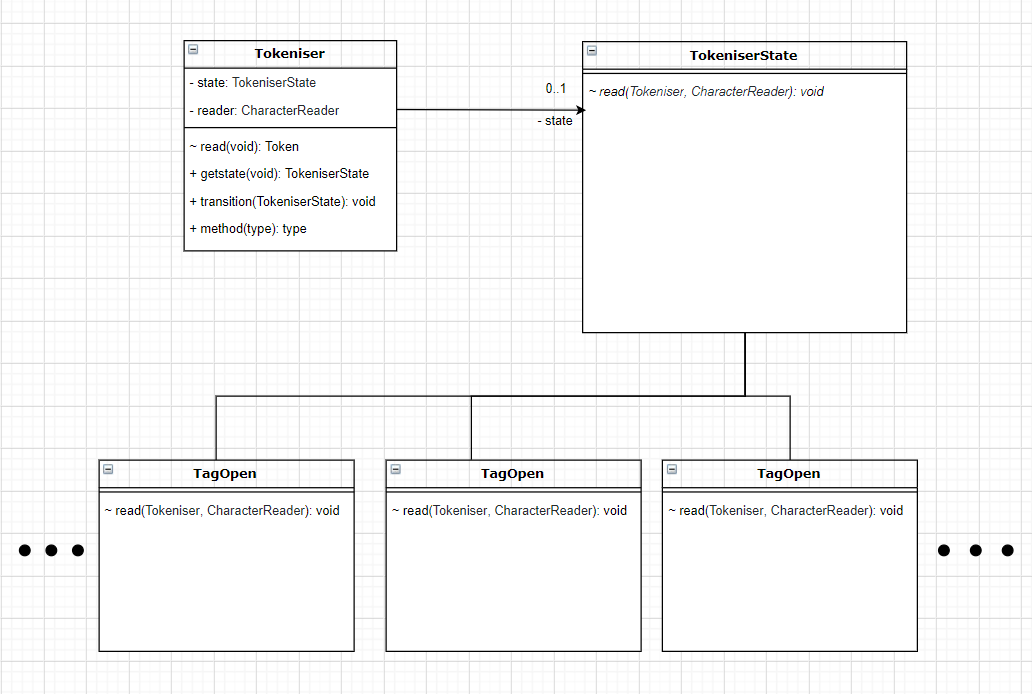 Tokeniser
- state: TokeniserState
- reader: CharacterReader
~ read(void): Token
+ getstate(void): TokeniserState
+ transition(TokeniserState): void
+ method(type): type
0..1
- state
TokeniserState
~ read(Tokeniser, CharacterReader): void
TagOpen
~ read(Tokeniser, CharacterReader): void
TagOpen
~ read(Tokeniser, CharacterReader): void
TagOpen
~ read(Tokeniser, CharacterReader): void